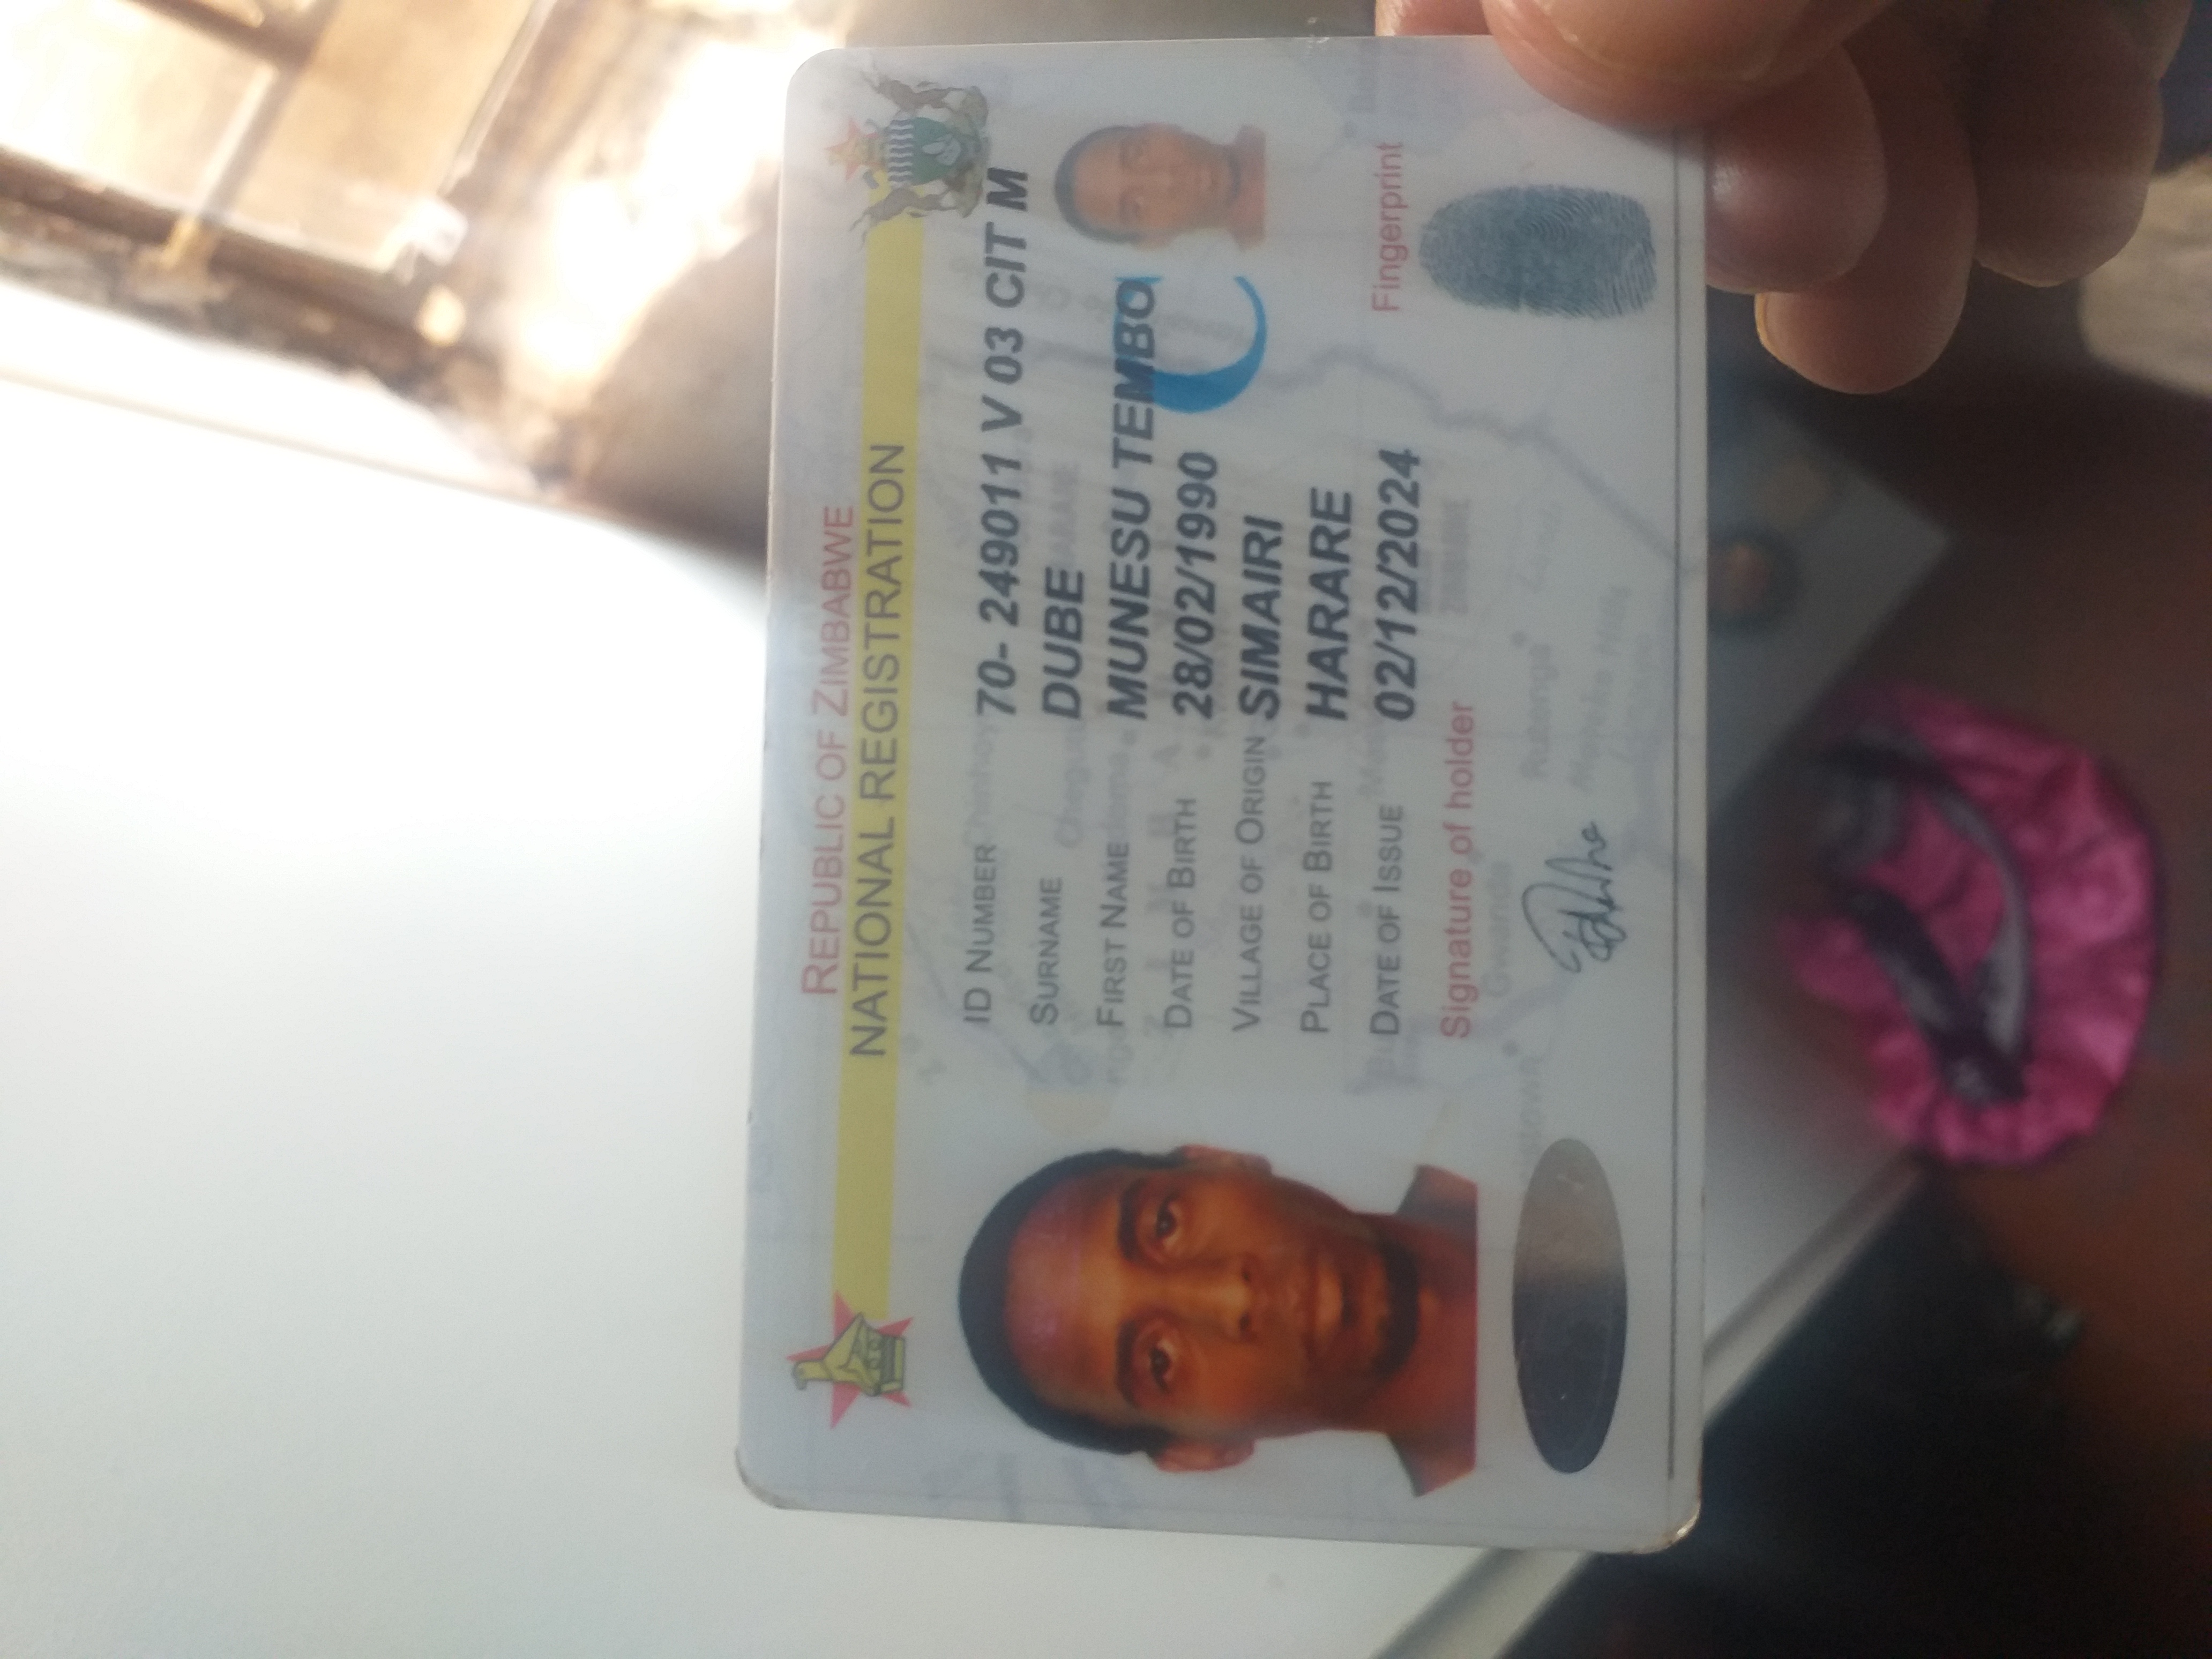 REPUBLIC OF ZIMBABWE
NATIONAL REGISTRATION
ID NUMBER 70- 249011 V 03 CIT M
SURNAME DUBE
FIRST NAME MUNESU TEMBO
DATE OF BIRTH 28/02/1990
VILLAGE OF ORIGIN SIMAIRI
PLACE OF BIRTH HARARE
DATE OF ISSUE 02/12/2024
C
Fingerprint
Signature of holder
Gwanda
Rutenga